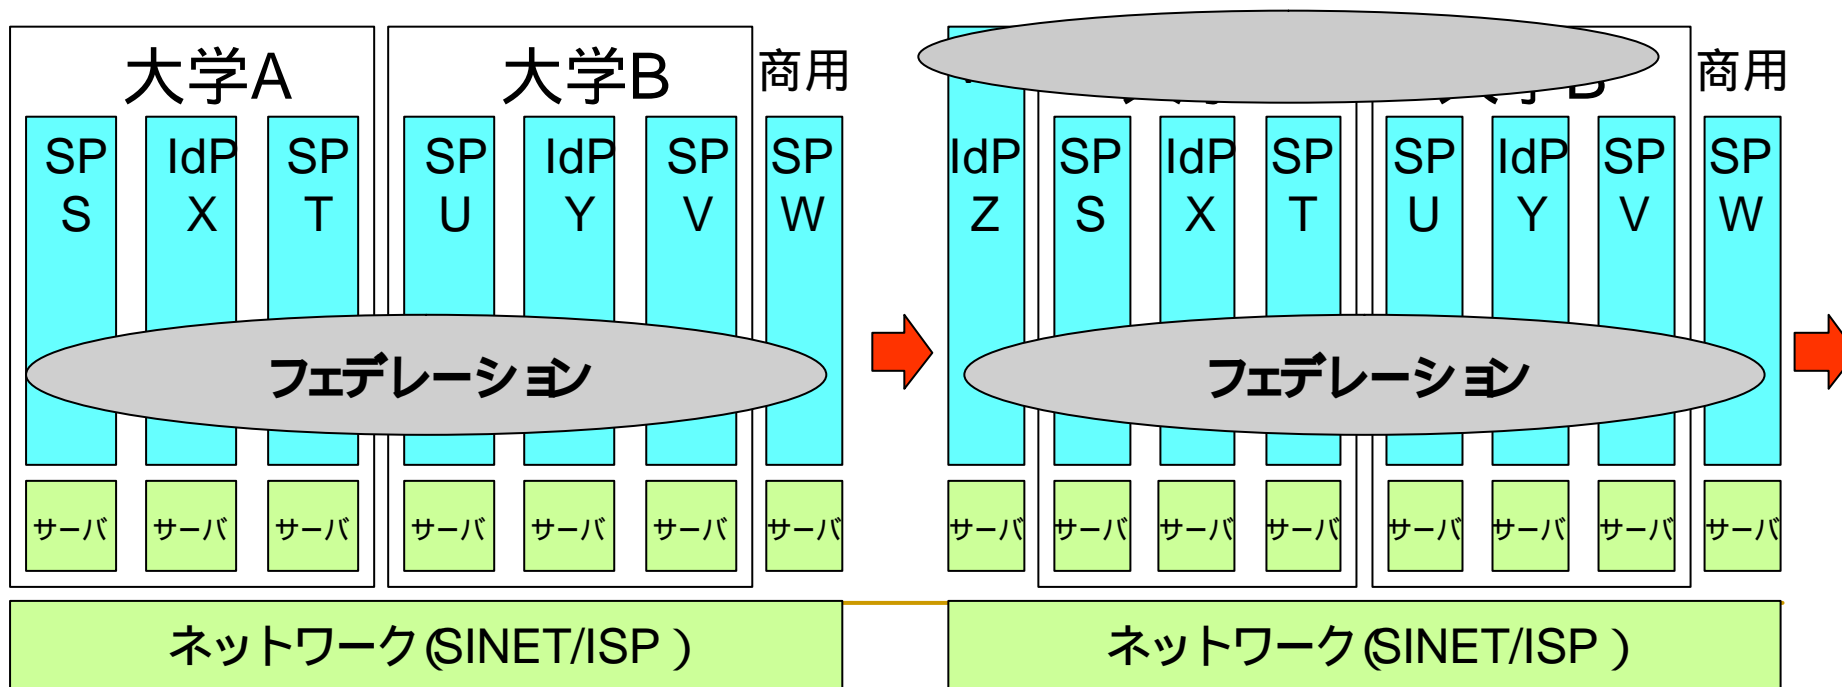 大学A
大学B
商用
SP
S
IdP
X
SP
T
SP
U
IdP
Y
SP
V
SP
W
フェデレーション
サーバ
サーバ
サーバ
サーバ
サーバ
サーバ
サーバ
ネットワーク(SINET/ISP)
商用
IdP
Z
SP
S
IdP
X
SP
T
SP
U
IdP
Y
SP
V
SP
W
フェデレーション
サーバ
サーバ
サーバ
サーバ
サーバ
サーバ
サーバ
サーバ
ネットワーク(SINET/ISP)